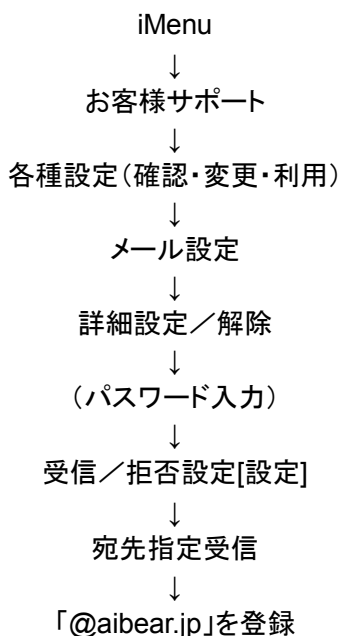 iMenu
↓
お客様サポート
↓
各種設定(確認・変更・利用)
↓
メール設定
↓
詳細設定/解除
↓
(パスワード入力)
↓
受信/拒否設定[設定]
↓
宛先指定受信
↓
「@aibear.jp」を登録